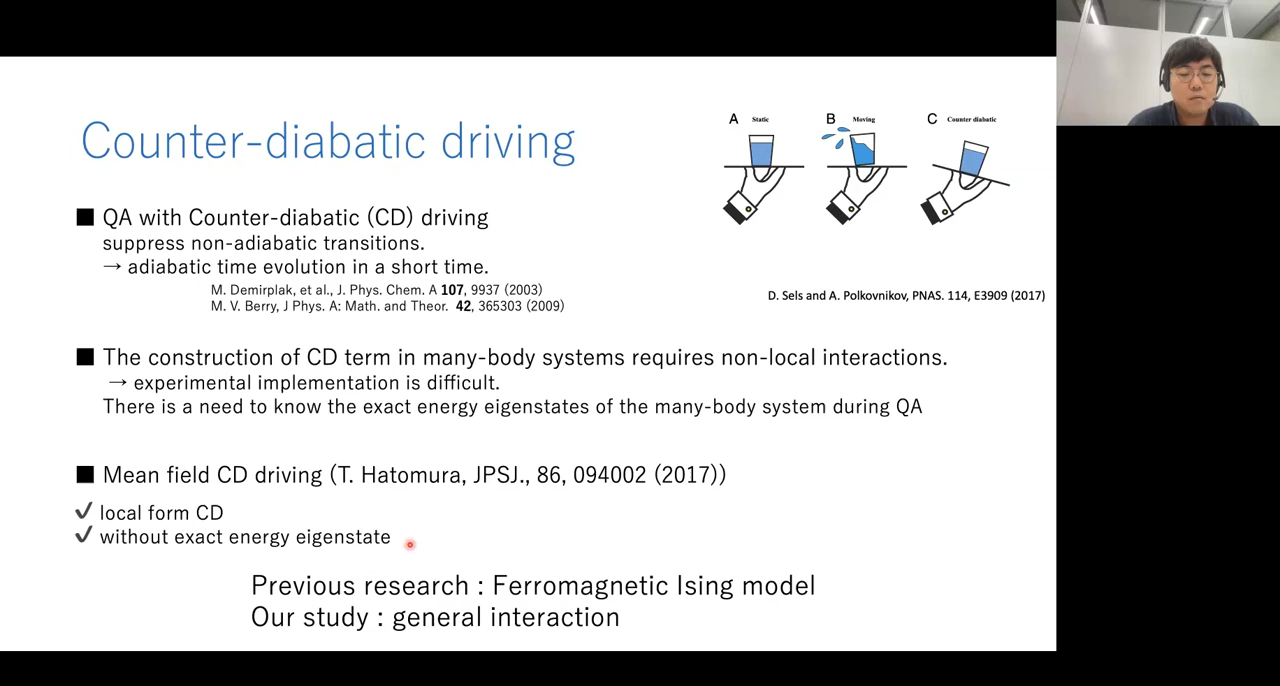 Counter-diabatic driving
A Static B Moving C Counter diabatic
■ QA with Counter-diabatic (CD) driving
suppress non-adiabatic transitions.
→ adiabatic time evolution in a short time.
M. Demirplak, et al., J. Phys. Chem. A 107, 9937 (2003)
M. V. Berry, J Phys. A: Math. and Theor. 42, 365303 (2009)
D. Sels and A. Polkovnikov, PNAS. 114, E3909 (2017)
■ The construction of CD term in many-body systems requires non-local interactions.
→ experimental implementation is difficult.
There is a need to know the exact energy eigenstates of the many-body system during QA
■ Mean field CD driving (T. Hatomura, JPSJ., 86, 094002 (2017))
✓ local form CD
✓ without exact energy eigenstate
Previous research : Ferromagnetic Ising model
Our study : general interaction